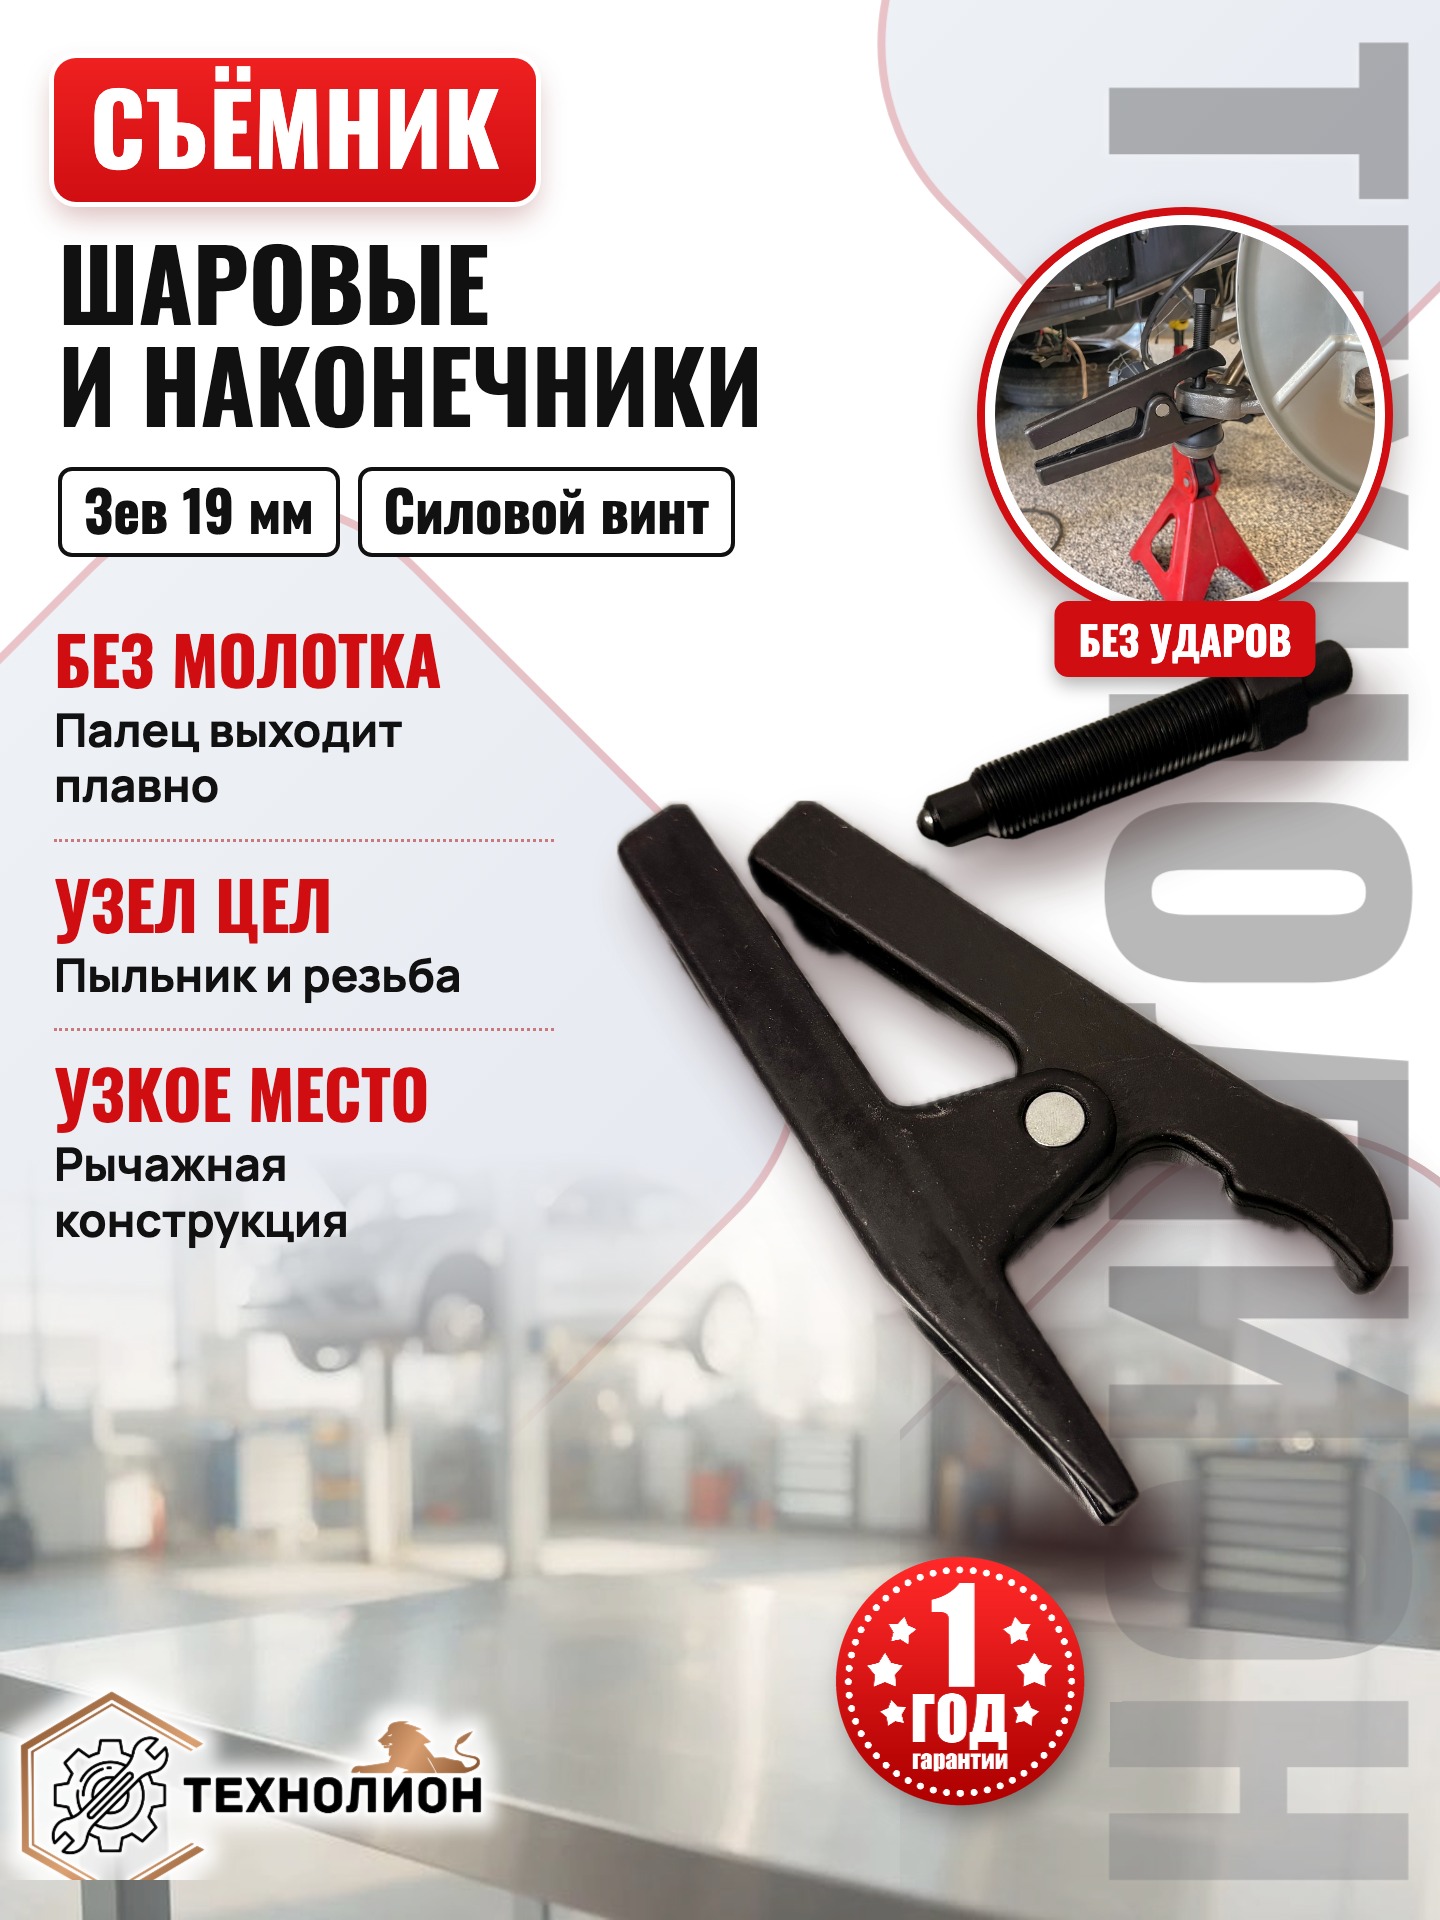 СЪЁМНИК
ШАРОВЫЕ
И НАКОНЕЧНИКИ
Зев 19 мм
Силовой винт
БЕЗ УДАРОВ
БЕЗ МОЛОТКА
Палец выходит
плавно
УЗЕЛ ЦЕЛ
Пыльник и резьба
УЗКОЕ МЕСТО
Рычажная
конструкция
1
ГОД
гарантии
ТЕХНОЛИОН